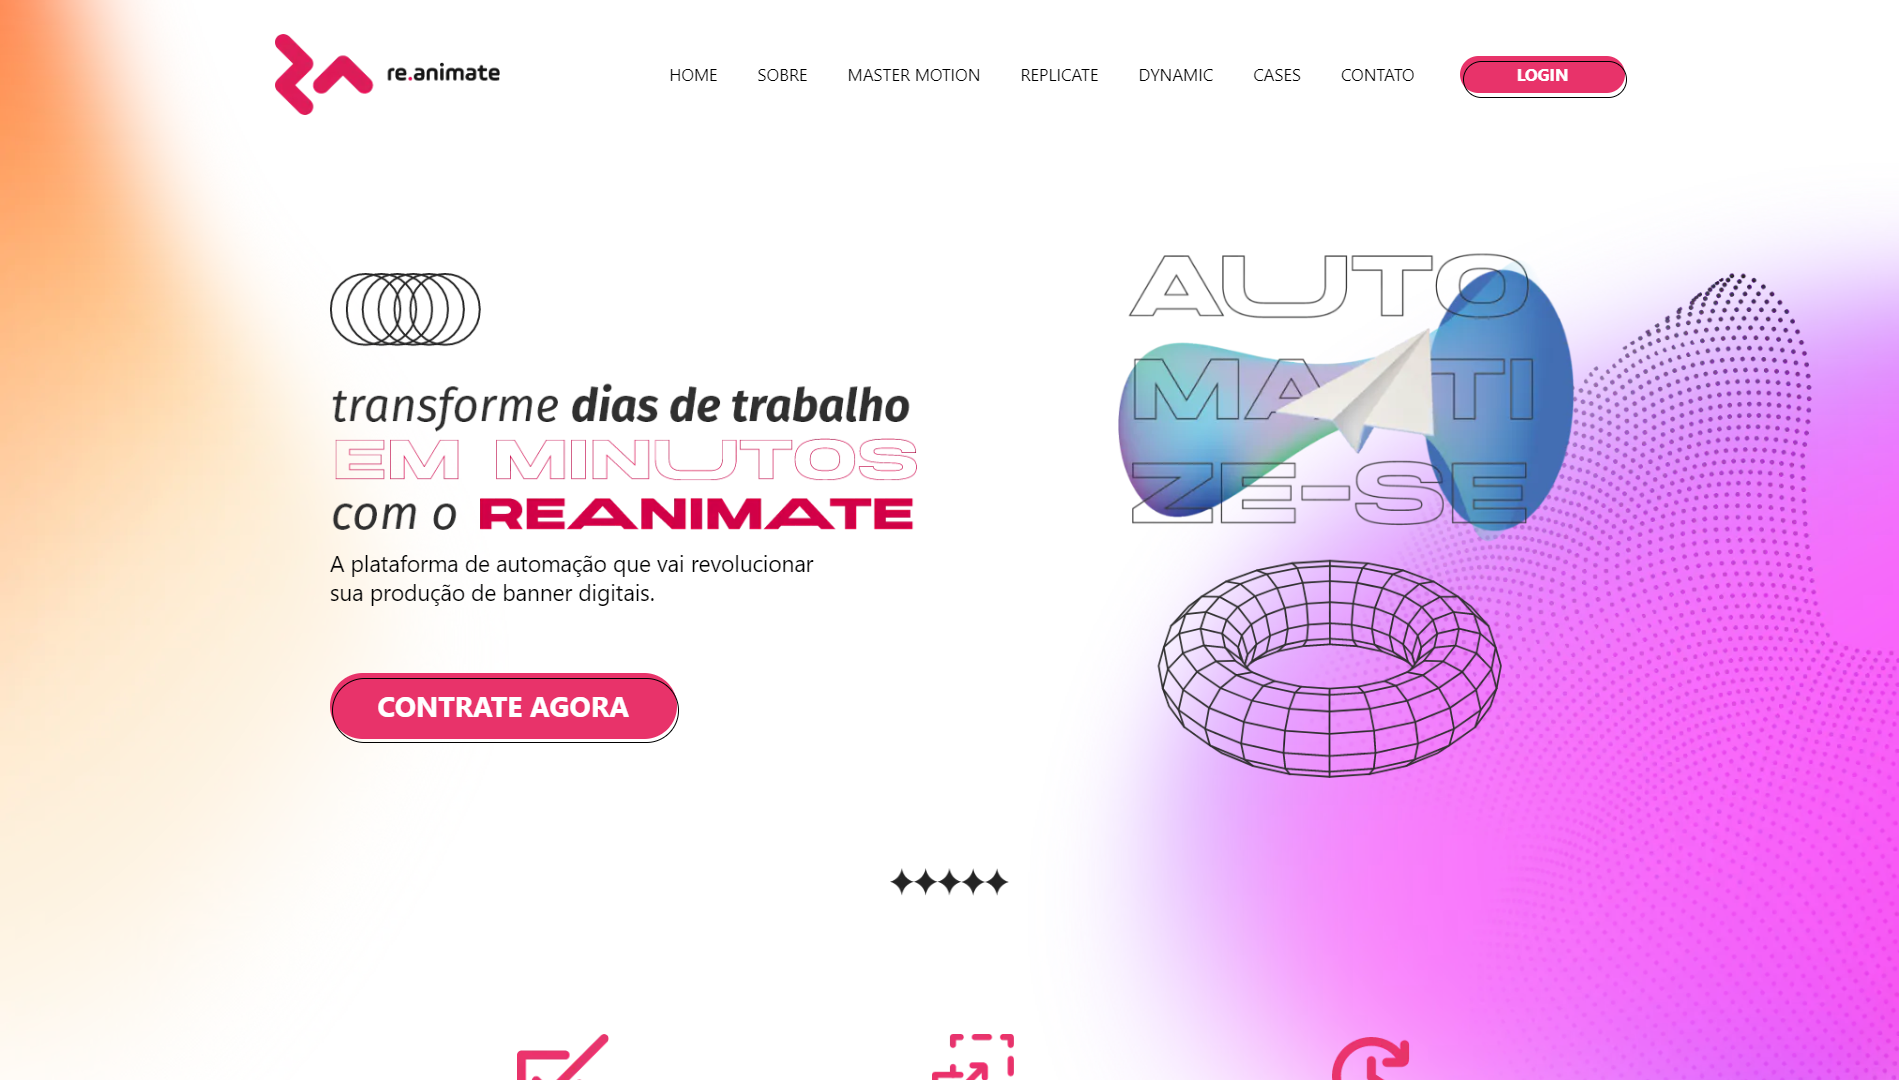 re.animate
HOME SOBRE MASTER MOTION REPLICATE DYNAMIC CASES CONTATO LOGIN
transforme dias de trabalho
EM MINUTOS
com o REANIMATE
A plataforma de automação que vai revolucionar
sua produção de banner digitais.
CONTRATE AGORA
AUTO
MATI
ZE-SE